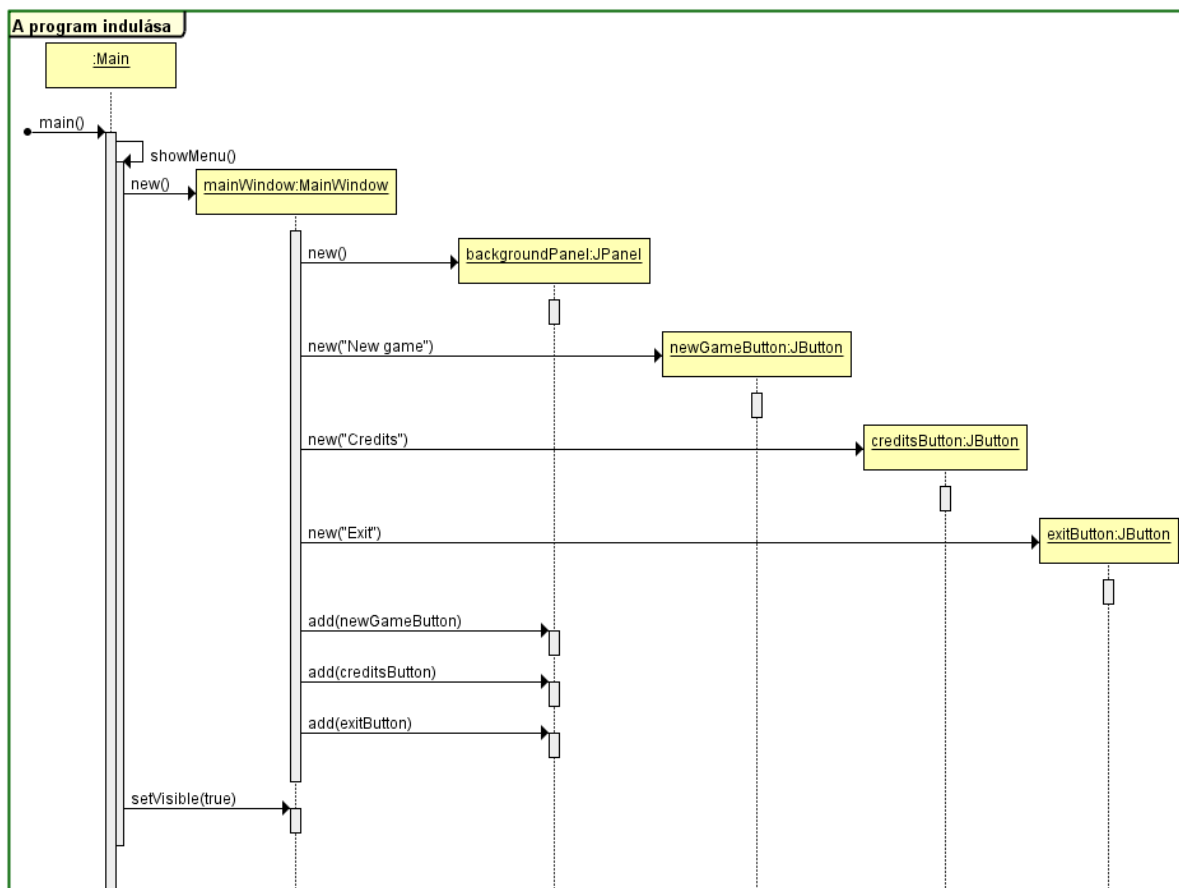 A program indulása
:Main
main()
showMenu()
new()
mainWindow:MainWindow
new()
backgroundPanel:JPanel
new("New game")
newGameButton:JButton
new("Credits")
creditsButton:JButton
new("Exit")
exitButton:JButton
add(newGameButton)
add(creditsButton)
add(exitButton)
setVisible(true)